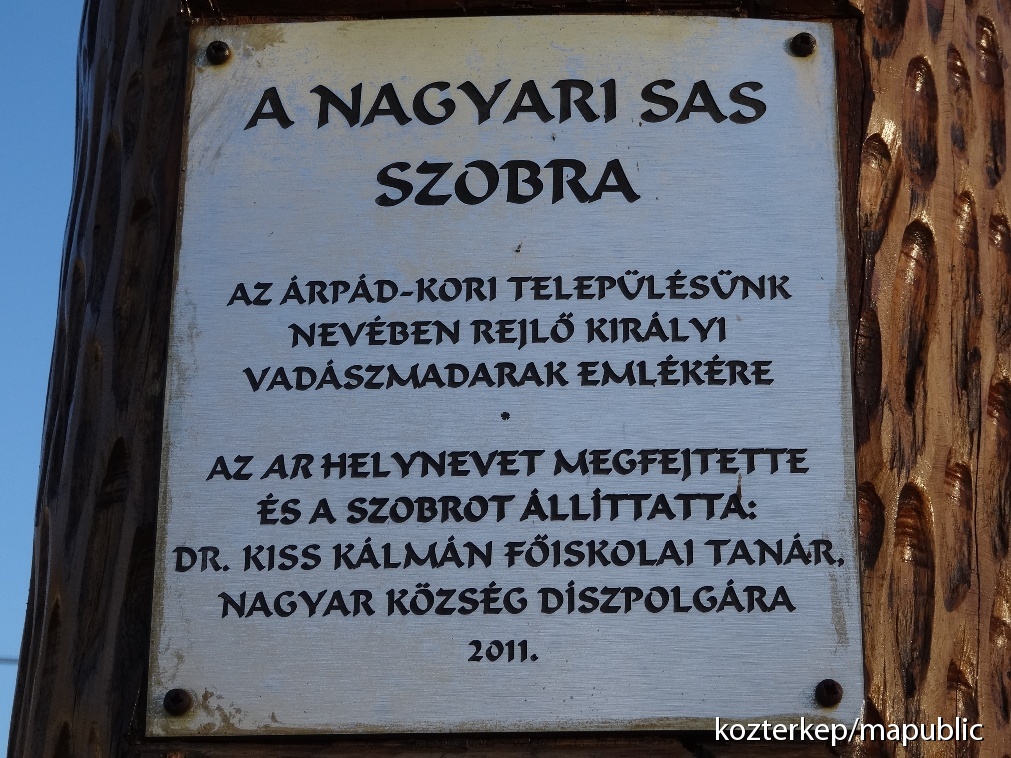 A NAGYARI SAS
SZOBRA
AZ ÁRPÁD-KORI TELEPÜLÉSÜNK
NEVÉBEN REJLŐ KIRÁLYI
VADÁSZMADARAK EMLÉKÉRE
•
AZ AR HELYNEVET MEGFEJTETTE
ÉS A SZOBROT ÁLLÍTTATTA:
DR. KISS KÁLMÁN FŐISKOLAI TANÁR,
NAGYAR KÖZSÉG DÍSZPOLGÁRA
2011.
kozterkep/mapublic